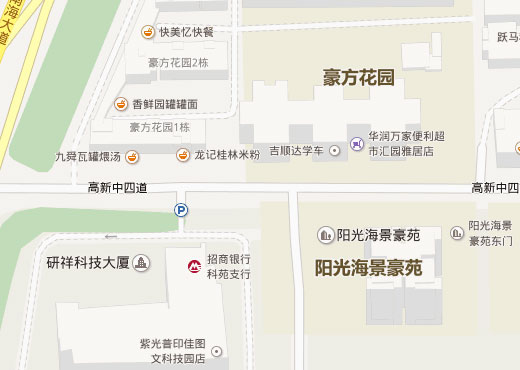 南海大道
快美忆快餐
跃马
豪方花园2栋
豪方花园
香鲜园罐罐面
豪方花园1栋
华润万家便利超
市汇园雅居店
吉顺达学车
九舜瓦罐煨汤
龙记桂林米粉
高新中四道
高新中四
P
阳光海景豪苑
阳光海景
豪苑东门
研祥科技大厦
招商银行
科苑支行
阳光海景豪苑
紫光普印佳图
文科技园店